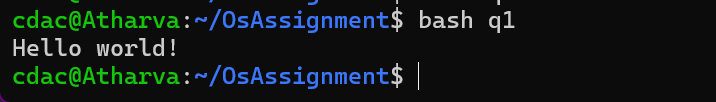 cdac@Atharva:~/OsAssignment$ bash q1
Hello world!
cdac@Atharva:~/OsAssignment$